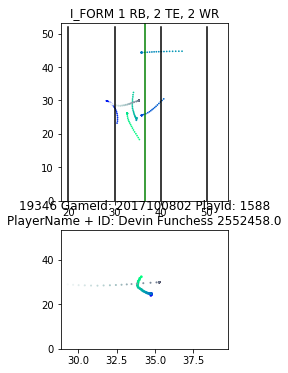 I_FORM 1 RB, 2 TE, 2 WR
50
40
30
20
10
0
20 30 40 50
19346 GameId: 2017100802 PlayId: 1588
PlayerName + ID: Devin Funchess 2552458.0
40
20
0
30.0 32.5 35.0 37.5